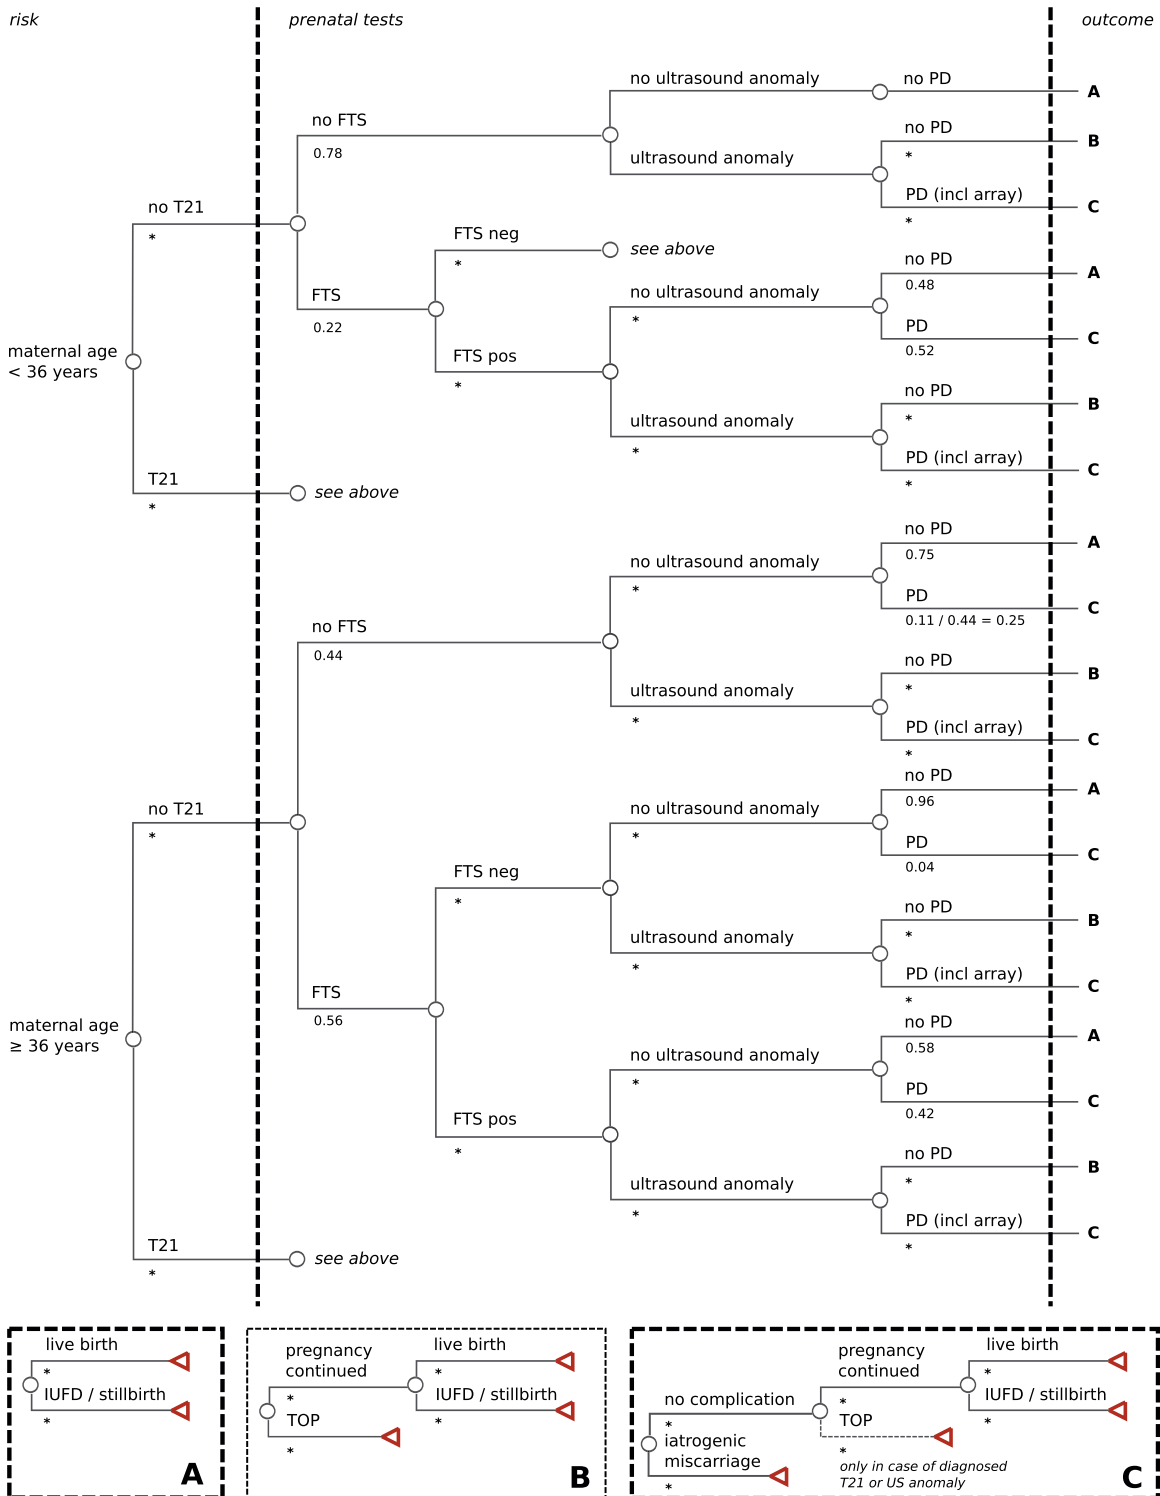 risk
prenatal tests
outcome
no ultrasound anomaly
no PD
A
no FTS
0.78
no PD
*
B
ultrasound anomaly
PD (incl array)
*
C
no T21
*
FTS neg
*
see above
no PD
0.48
A
FTS
0.22
no ultrasound anomaly
*
PD
0.52
C
maternal age
< 36 years
FTS pos
*
no PD
*
B
ultrasound anomaly
*
PD (incl array)
*
C
T21
*
see above
no PD
0.75
A
no ultrasound anomaly
*
PD
0.11 / 0.44 = 0.25
C
no FTS
0.44
no PD
*
B
ultrasound anomaly
*
PD (incl array)
*
C
no T21
*
no PD
0.96
A
no ultrasound anomaly
*
PD
0.04
C
FTS neg
*
no PD
*
B
ultrasound anomaly
*
PD (incl array)
*
C
FTS
0.56
maternal age
≥ 36 years
no PD
0.58
A
no ultrasound anomaly
*
PD
0.42
C
FTS pos
*
no PD
*
B
ultrasound anomaly
*
PD (incl array)
*
C
T21
*
see above
live birth
*
IUFD / stillbirth
*
A
pregnancy
continued
*
TOP
*
live birth
*
IUFD / stillbirth
*
B
no complication
*
iatrogenic
miscarriage
*
pregnancy
continued
*
TOP
*
only in case of diagnosed
T21 or US anomaly
live birth
*
IUFD / stillbirth
*
C